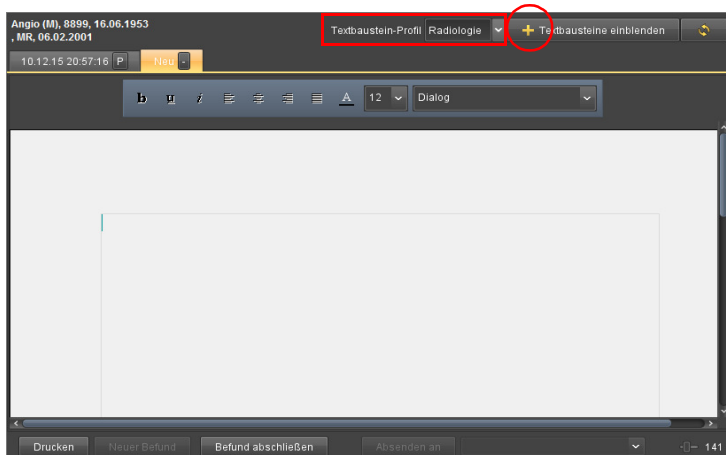 Angio (M), 8899, 16.06.1953
, MR, 06.02.2001
Textbaustein-Profil Radiologie + Textbausteine einblenden
10.12.15 20:57:16 P Neu -
b u i A 12 Dialog
Drucken Neuer Befund Befund abschließen Absenden an 141